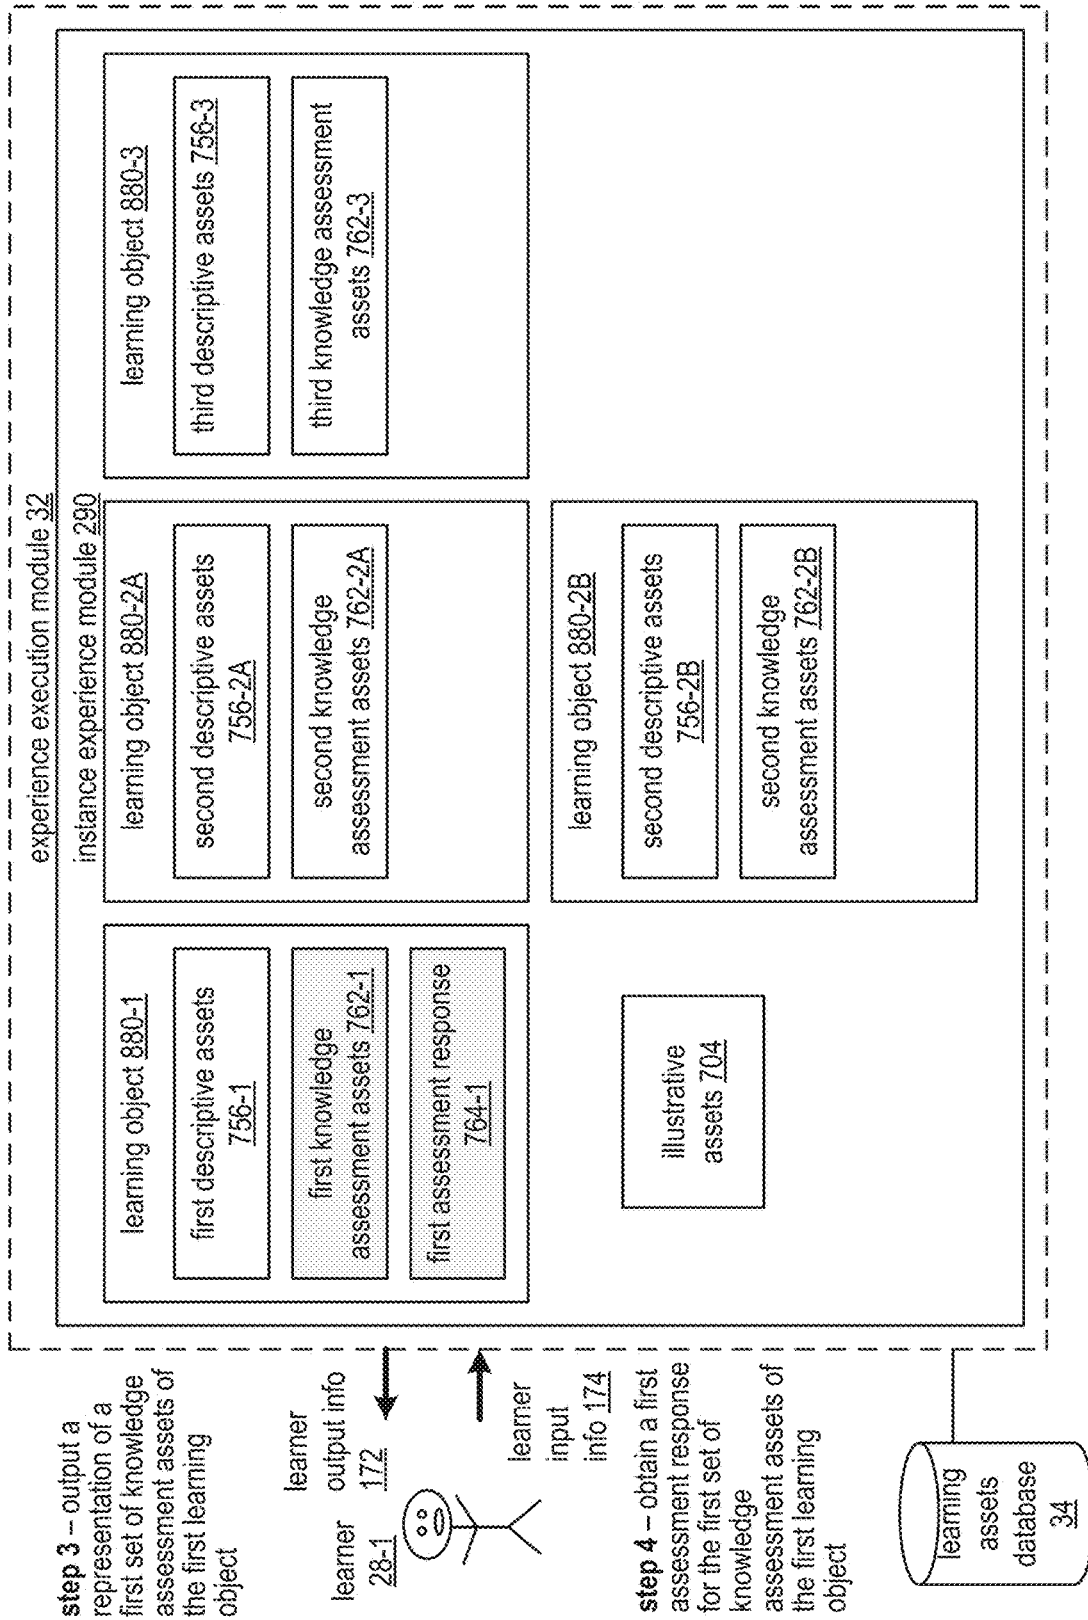 step 3 – output a
representation of a
first set of knowledge
assessment assets of
the first learning
object
learner
output info
172
learner
28-1
learner
input
info 174
step 4 – obtain a first
assessment response
for the first set of
knowledge
assessment assets of
the first learning
object
learning
assets
database
34
experience execution module 32
instance experience module 290
learning object 880-1
first descriptive assets
756-1
first knowledge
assessment assets 762-1
first assessment response
764-1
illustrative
assets 704
learning object 880-2A
second descriptive assets
756-2A
second knowledge
assessment assets 762-2A
learning object 880-2B
second descriptive assets
756-2B
second knowledge
assessment assets 762-2B
learning object 880-3
third descriptive assets 756-3
third knowledge assessment
assets 762-3